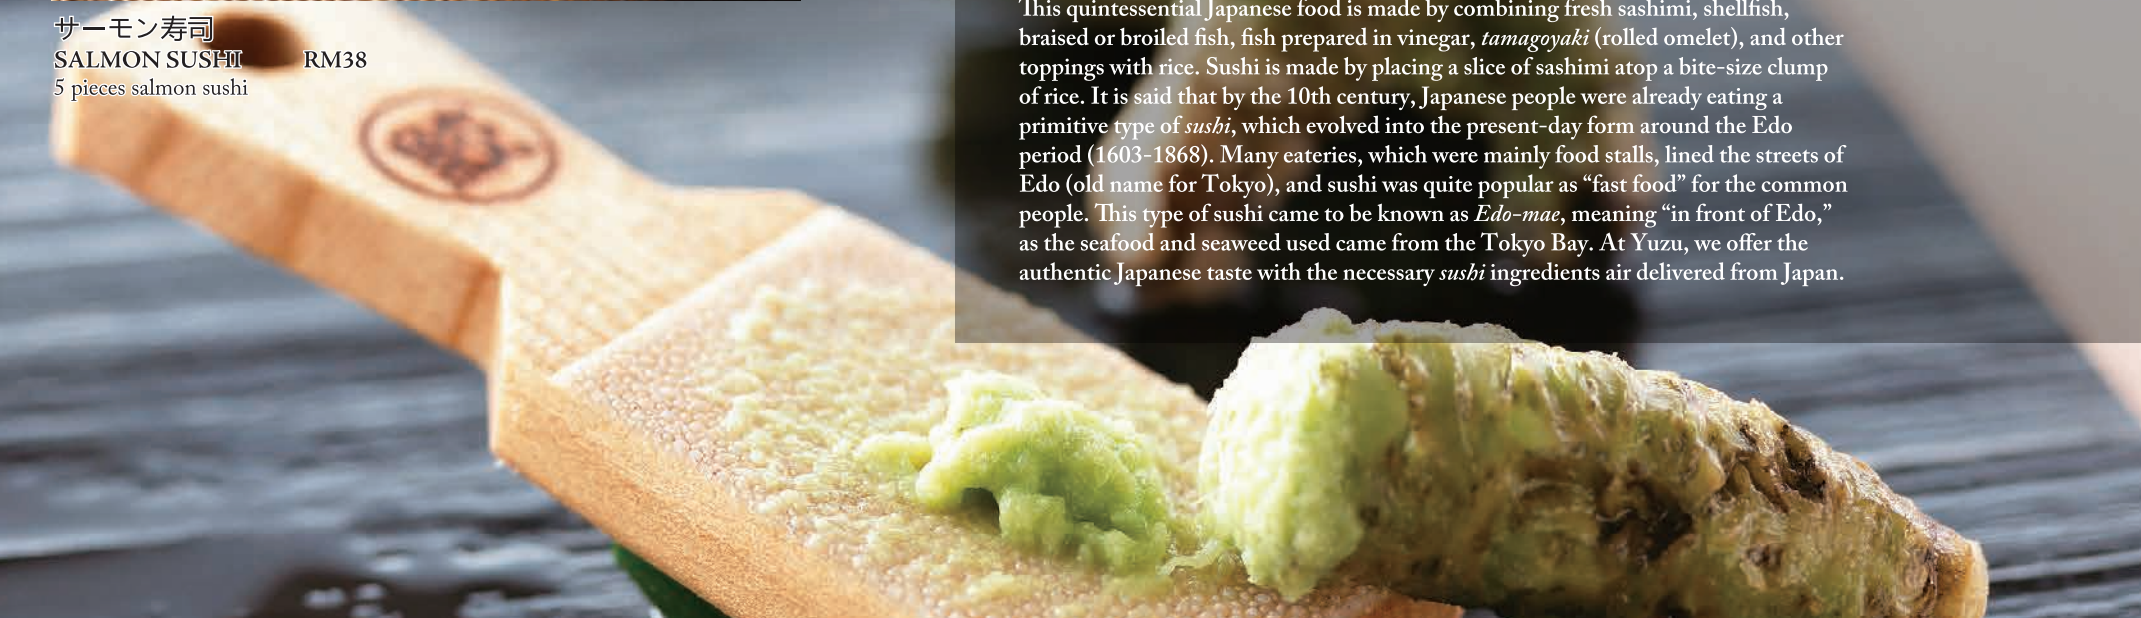 サーモン寿司
SALMON SUSHI RM38
5 pieces salmon sushi
This quintessential Japanese food is made by combining fresh sashimi, shellfish,
braised or broiled fish, fish prepared in vinegar, tamagoyaki (rolled omelet), and other
toppings with rice. Sushi is made by placing a slice of sashimi atop a bite-size clump
of rice. It is said that by the 10th century, Japanese people were already eating a
primitive type of sushi, which evolved into the present-day form around the Edo
period (1603-1868). Many eateries, which were mainly food stalls, lined the streets of
Edo (old name for Tokyo), and sushi was quite popular as “fast food” for the common
people. This type of sushi came to be known as Edo-mae, meaning “in front of Edo,”
as the seafood and seaweed used came from the Tokyo Bay. At Yuzu, we offer the
authentic Japanese taste with the necessary sushi ingredients air delivered from Japan.